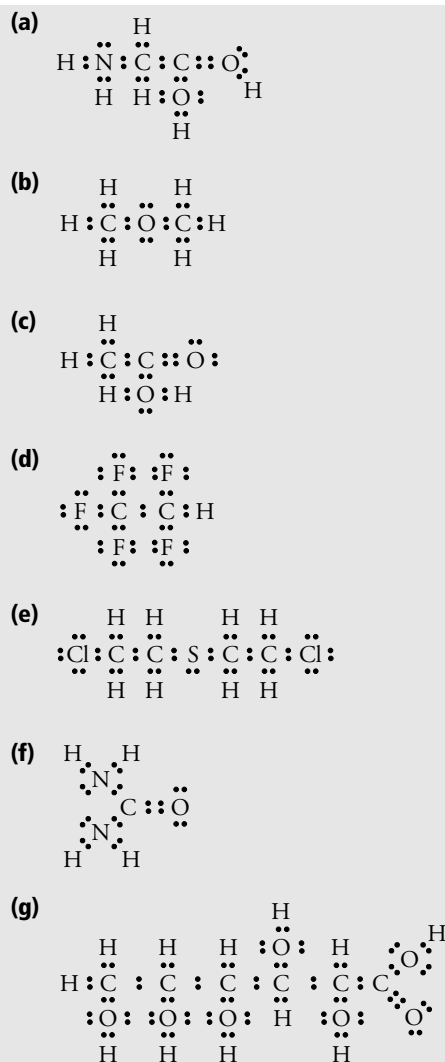 (a)
H
H : N : C : C :: O
H H : O : H
H
(b)
H H
H : C : O : C : H
H H
(c)
H
H : C : C :: O :
H : O : H
(d)
: F : : F :
: F : C : C : H
: F : : F :
(e)
H H H H
: Cl : C : C : S : C : C : Cl :
H H H H
(f)
H H
N
C :: O
N
H H
(g)
H
H H H : O : H H
H : C : C : C : C : C : C O
: O : : O : : O : H : O : O :
H H H H